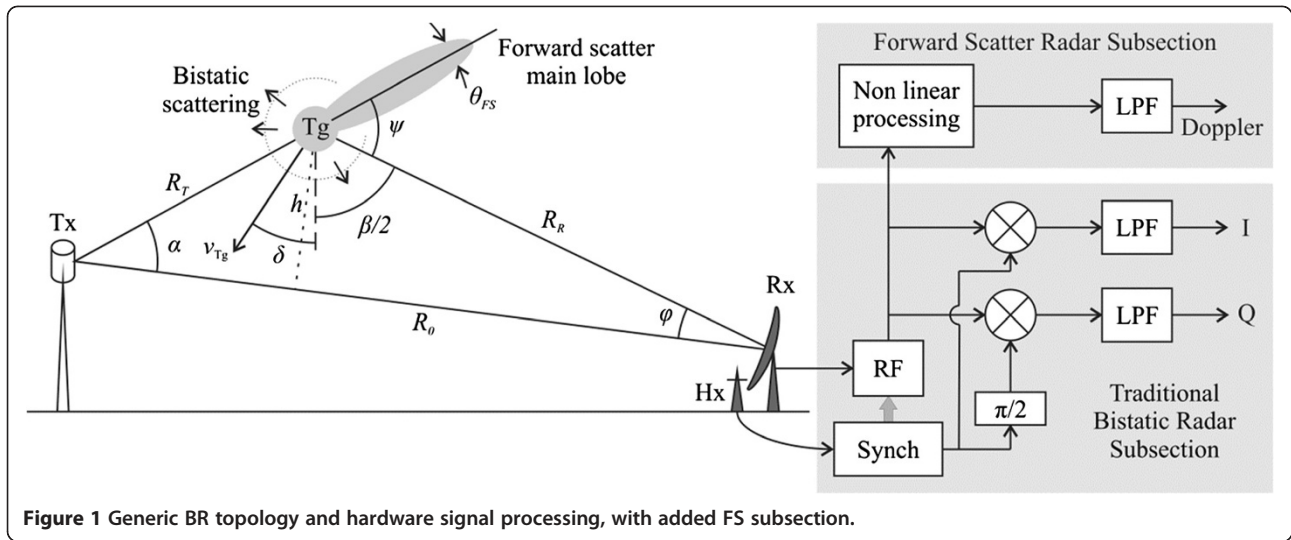 Forward scatter
main lobe
θFS
Bistatic
scattering
Tg
ψ
RT
h
β/2
RR
Tx
α
vTg
δ
Rx
R0
φ
Hx
Forward Scatter Radar Subsection
Non linear
processing
LPF
Doppler
LPF
I
LPF
Q
RF
π/2
Synch
Traditional
Bistatic Radar
Subsection
Figure 1 Generic BR topology and hardware signal processing, with added FS subsection.